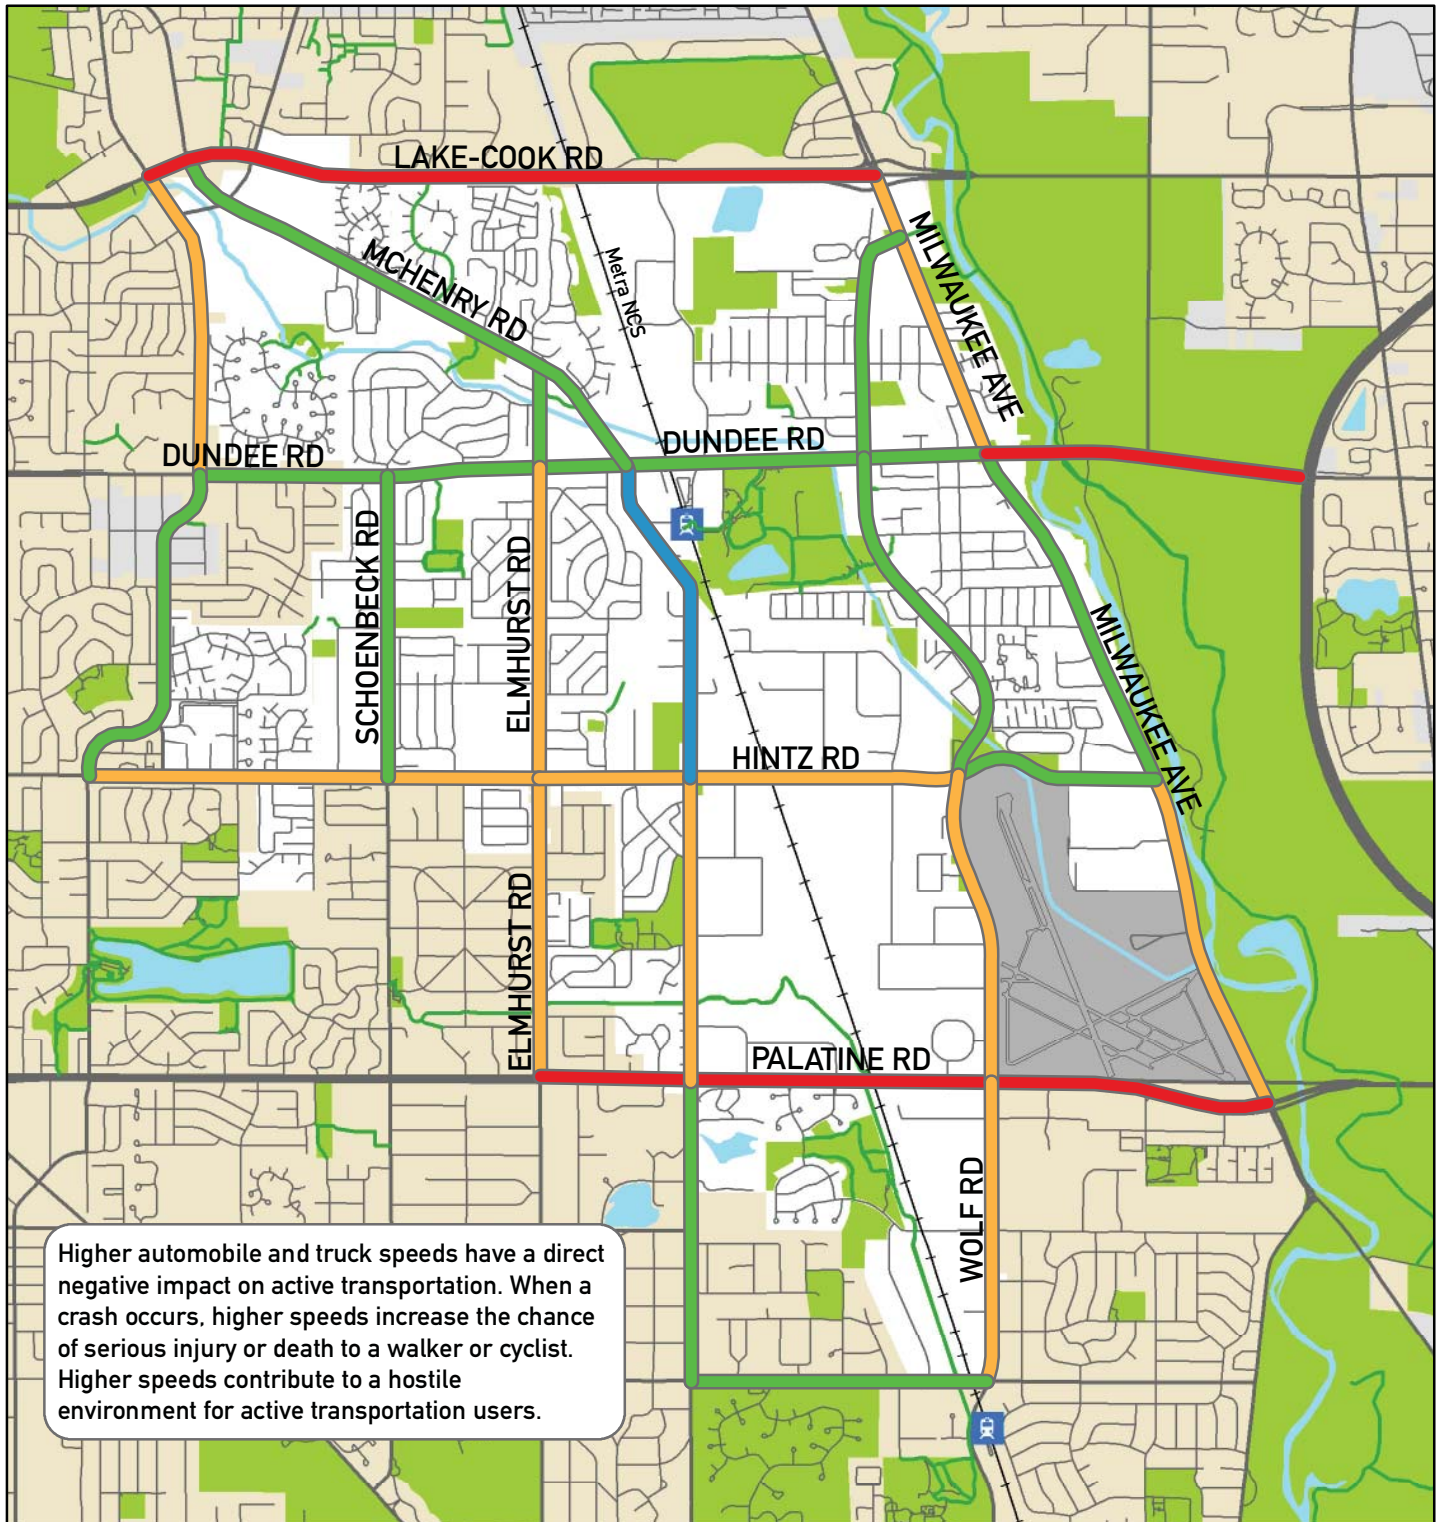 LAKE-COOK RD
MILWAUKEE AVE
MCHENRY RD
Metra NCS
DUNDEE RD
DUNDEE RD
SCHOENBECK RD
ELMHURST RD
MILWAUKEE AVE
HINTZ RD
ELMHURST RD
PALATINE RD
WOLF RD
Higher automobile and truck speeds have a direct
negative impact on active transportation. When a
crash occurs, higher speeds increase the chance
of serious injury or death to a walker or cyclist.
Higher speeds contribute to a hostile
environment for active transportation users.